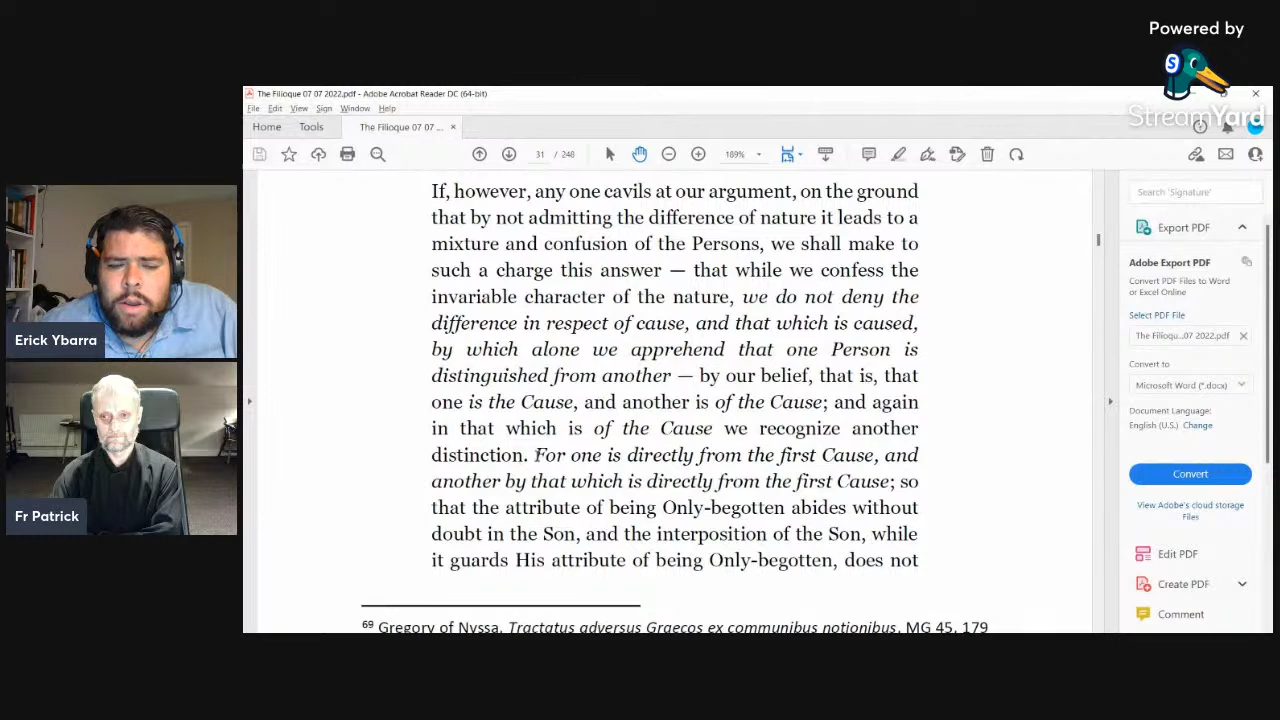 Powered by
StreamYard
The Filioque 07 07 2022.pdf - Adobe Acrobat Reader DC (64-bit)
File Edit View Sign Window Help
Home Tools The Filioque 07 07 ... ×
31 / 248 189%
If, however, any one cavils at our argument, on the ground
that by not admitting the difference of nature it leads to a
mixture and confusion of the Persons, we shall make to
such a charge this answer — that while we confess the
invariable character of the nature, we do not deny the
difference in respect of cause, and that which is caused,
by which alone we apprehend that one Person is
distinguished from another — by our belief, that is, that
one is the Cause, and another is of the Cause; and again
in that which is of the Cause we recognize another
distinction. For one is directly from the first Cause, and
another by that which is directly from the first Cause; so
that the attribute of being Only-begotten abides without
doubt in the Son, and the interposition of the Son, while
it guards His attribute of being Only-begotten, does not
69 Gregory of Nyssa, Tractatus adversus Graecos ex communibus notionibus, MG 45, 179
Search 'Signature'
Export PDF
Adobe Export PDF
Convert PDF Files to Word
or Excel Online
Select PDF File
The Filioqu...07 2022.pdf ×
Convert to
Microsoft Word (*.docx)
Document Language:
English (U.S.) Change
Convert
View Adobe's cloud storage
Files
Edit PDF
Create PDF
Comment
Erick Ybarra
Fr Patrick